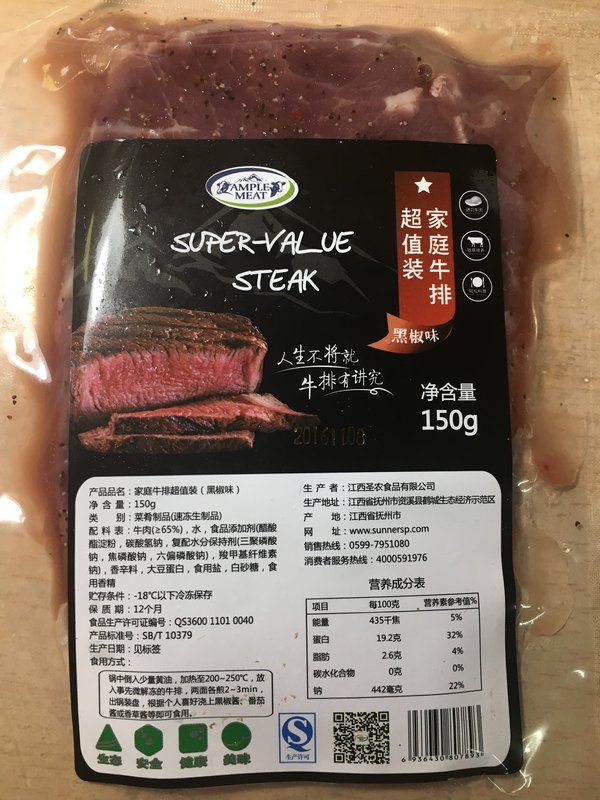 AMPLE
MEAT
SUPER-VALUE
STEAK
家庭牛排
超值装
黑椒味
进口牛肉
轻松料理
人生不将就
牛排有讲究
净含量
150g
20161108
产品品名：家庭牛排超值装（黑椒味）
净 含 量：150g
类 别：菜肴制品(速冻生制品)
配 料 表：牛肉(≥65%)，水，食品添加剂(醋酸
酯淀粉，碳酸氢钠，复配水分保持剂(三聚磷酸
钠，焦磷酸钠，六偏磷酸钠)，羧甲基纤维素
钠)，香辛料，大豆蛋白，食用盐，白砂糖，食
用香精
贮存条件：-18℃以下冷冻保存
保 质 期：12个月
食品生产许可证编号：QS3600 1101 0040
产品标准号：SB/T 10379
生产日期：见标签
食用方式：
锅中倒入少量黄油，加热至200~250℃，放
入事先微解冻的牛排，两面各煎2~3min，
出锅装盘，根据个人喜好浇上黑椒酱、番茄
酱或香草酱等即可食用。
生态 安全 健康 美味
生 产 者：江西圣农食品有限公司
生产地址：江西省抚州市资溪县鹤城生态经济示范区
产 地：江西省抚州市
网 址：www.sunnersp.com
销售热线：0599-7951080
消费者服务热线：4000591976
营养成分表
项目 每100克 营养素参考值%
能量 435千焦 5%
蛋白 19.2克 32%
脂肪 2.6克 4%
碳水化合物 0克 0%
钠 442毫克 22%
生产许可
6 936430 807893